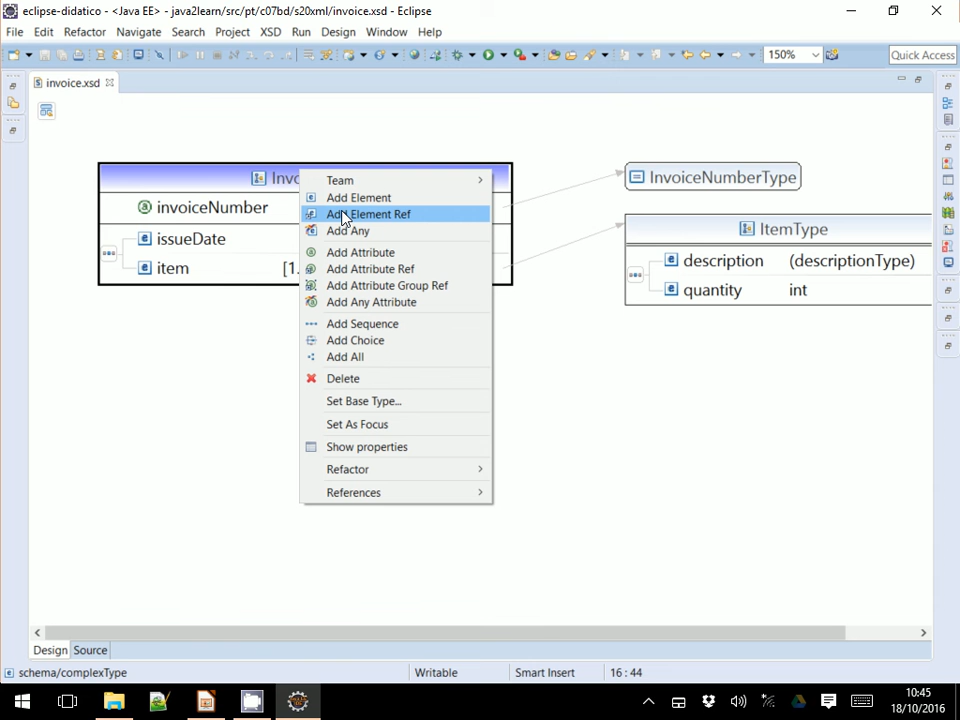 eclipse-didatico - <Java EE> - java2learn/src/pt/c07bd/s20xml/invoice.xsd - Eclipse
File Edit Refactor Navigate Search Project XSD Run Design Window Help
150%
Quick Access
invoice.xsd
Invo
invoiceNumber
issueDate
item [1.
InvoiceNumberType
ItemType
description (descriptionType)
quantity int
Team
Add Element
Add Element Ref
Add Any
Add Attribute
Add Attribute Ref
Add Attribute Group Ref
Add Any Attribute
Add Sequence
Add Choice
Add All
Delete
Set Base Type...
Set As Focus
Show properties
Refactor
References
Design Source
schema/complexType Writable Smart Insert 16 : 44
10:45
18/10/2016